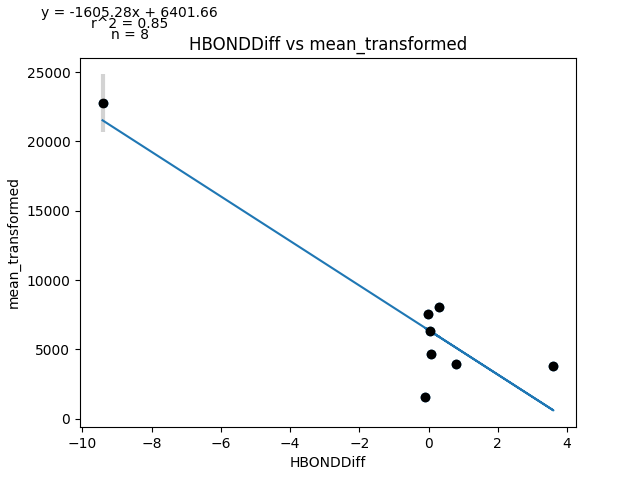 y = -1605.28x + 6401.66
r^2 = 0.85
n = 8
HBONDDiff vs mean_transformed
25000
20000
15000
10000
5000
0
mean_transformed
−10 −8 −6 −4 −2 0 2 4
HBONDDiff